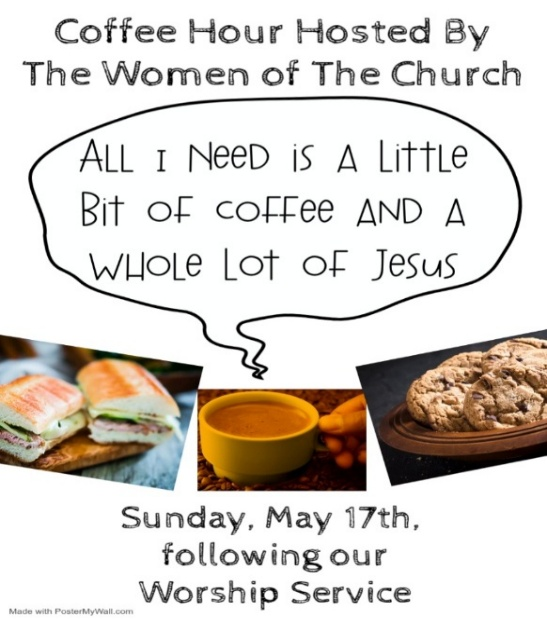 Coffee Hour Hosted By
The Women of The Church
ALL I NEED IS A LITTLE
BIT OF COFFEE AND A
WHOLE LOT OF JESUS
Sunday, May 17th,
following our
Worship Service
Made with PosterMyWall.com